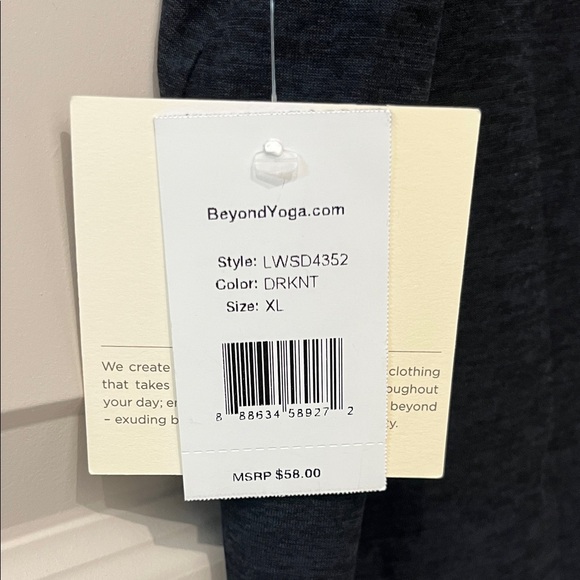 BeyondYoga.com
Style: LWSD4352
Color: DRKNT
Size: XL
8 88634 58927 2
MSRP $58.00
We create clothing
that takes oughout
your day; beyond
– exuding